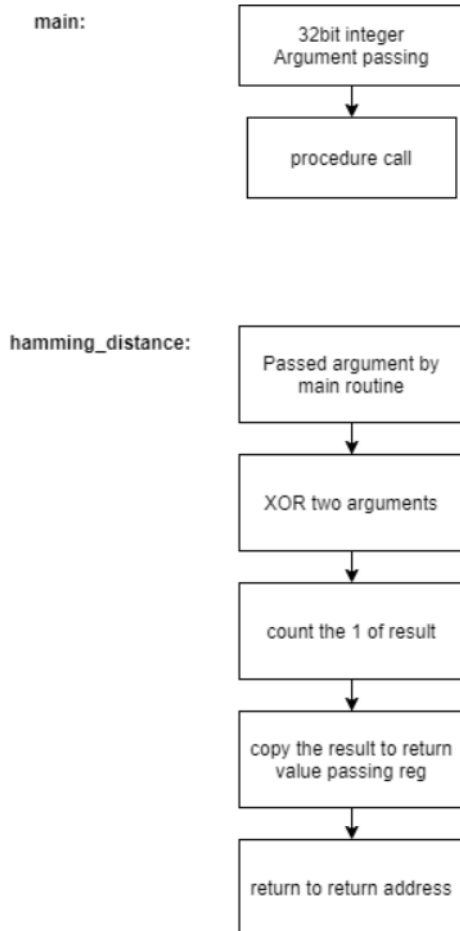 main:
32bit integer
Argument passing
procedure call
hamming_distance:
Passed argument by
main routine
XOR two arguments
count the 1 of result
copy the result to return
value passing reg
return to return address